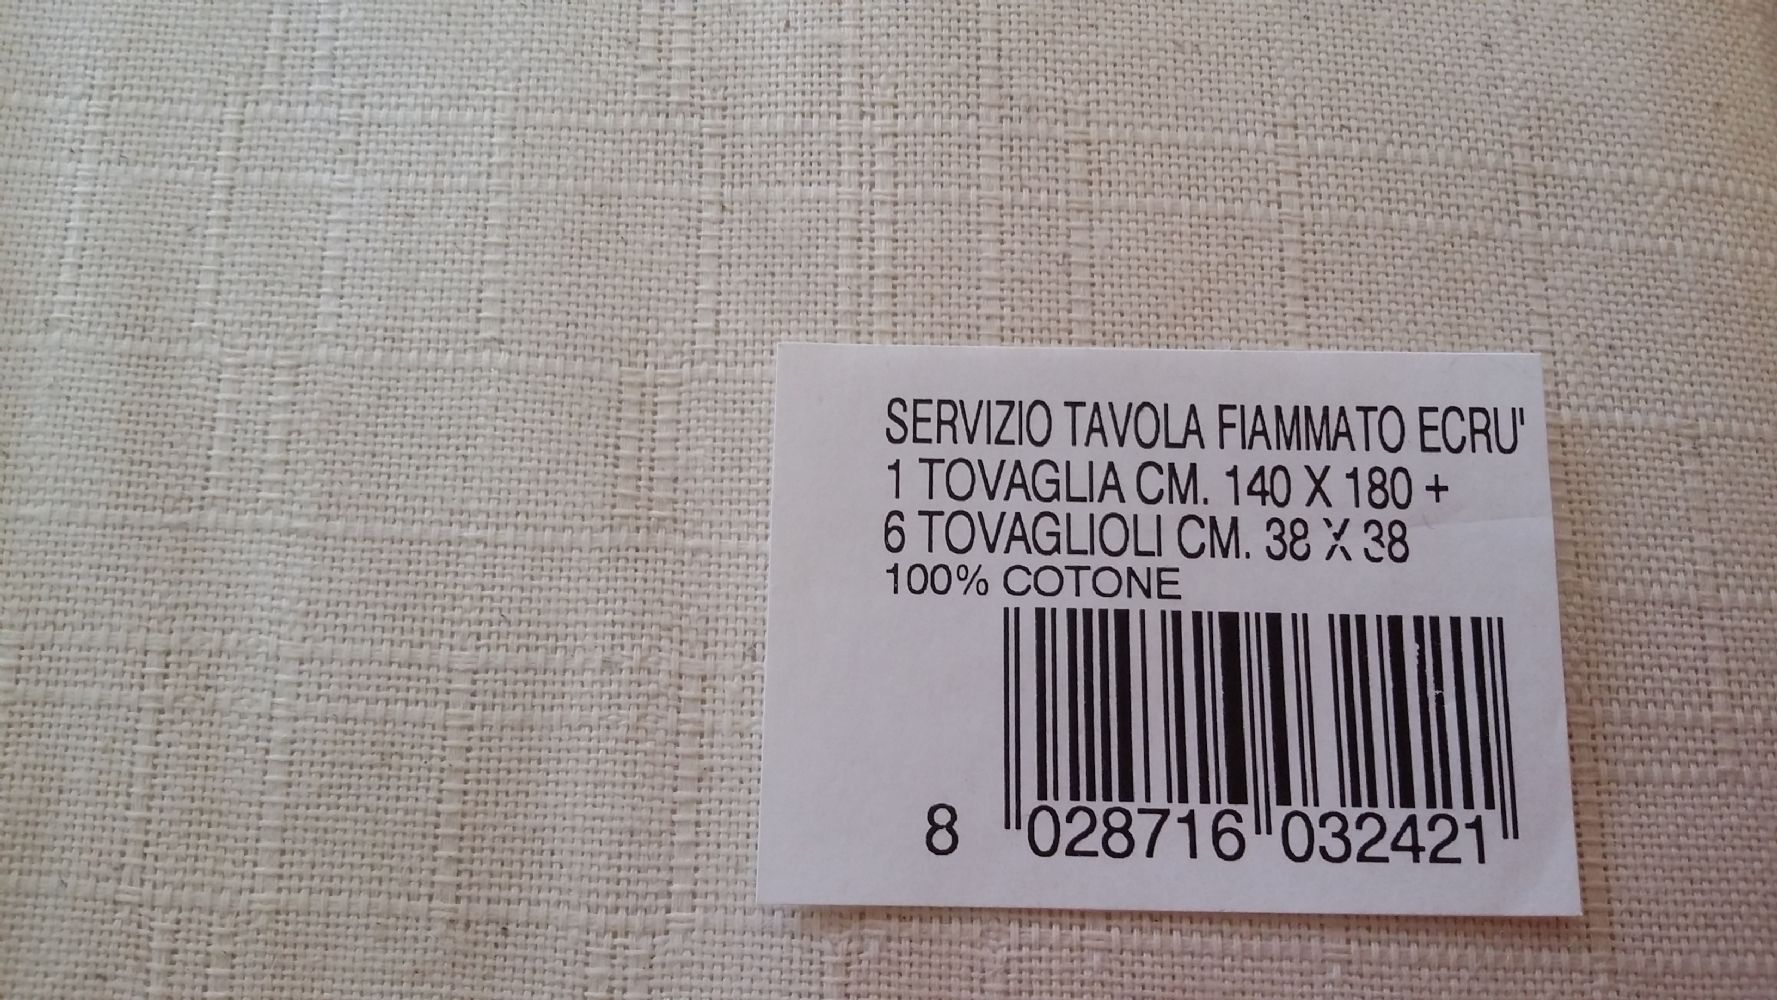 SERVIZIO TAVOLA FIAMMATO ECRU'
1 TOVAGLIA CM. 140 X 180 +
6 TOVAGLIOLI CM. 38 X 38
100% COTONE
8 028716 032421